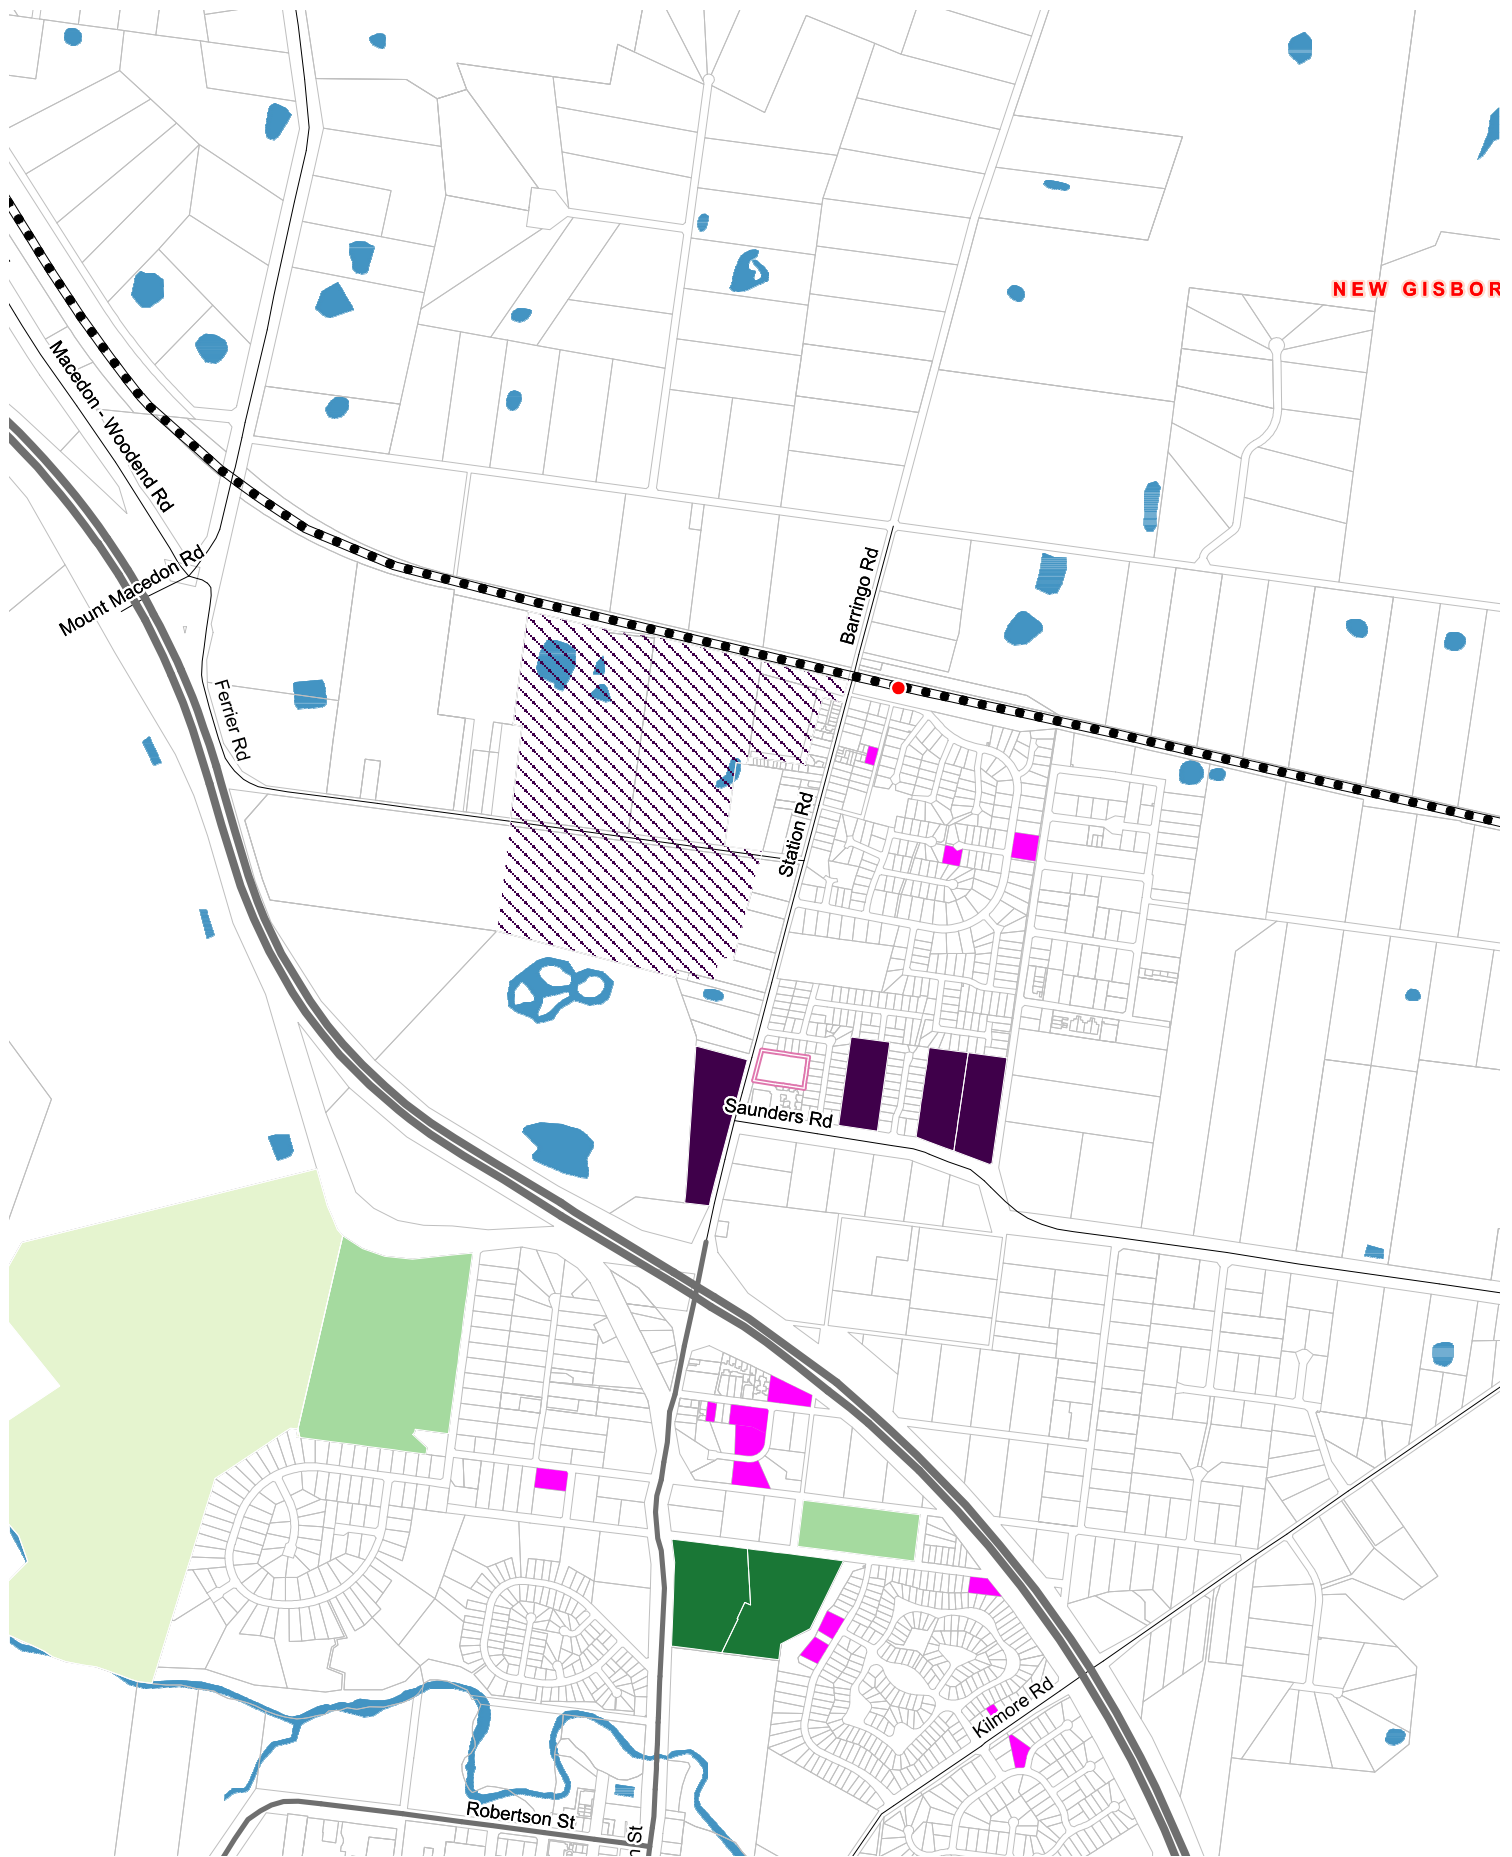 NEW GISBOR
Macedon - Woodend Rd
Mount Macedon Rd
Barringo Rd
Ferrier Rd
Station Rd
Saunders Rd
Kilmore Rd
Robertson St
n St